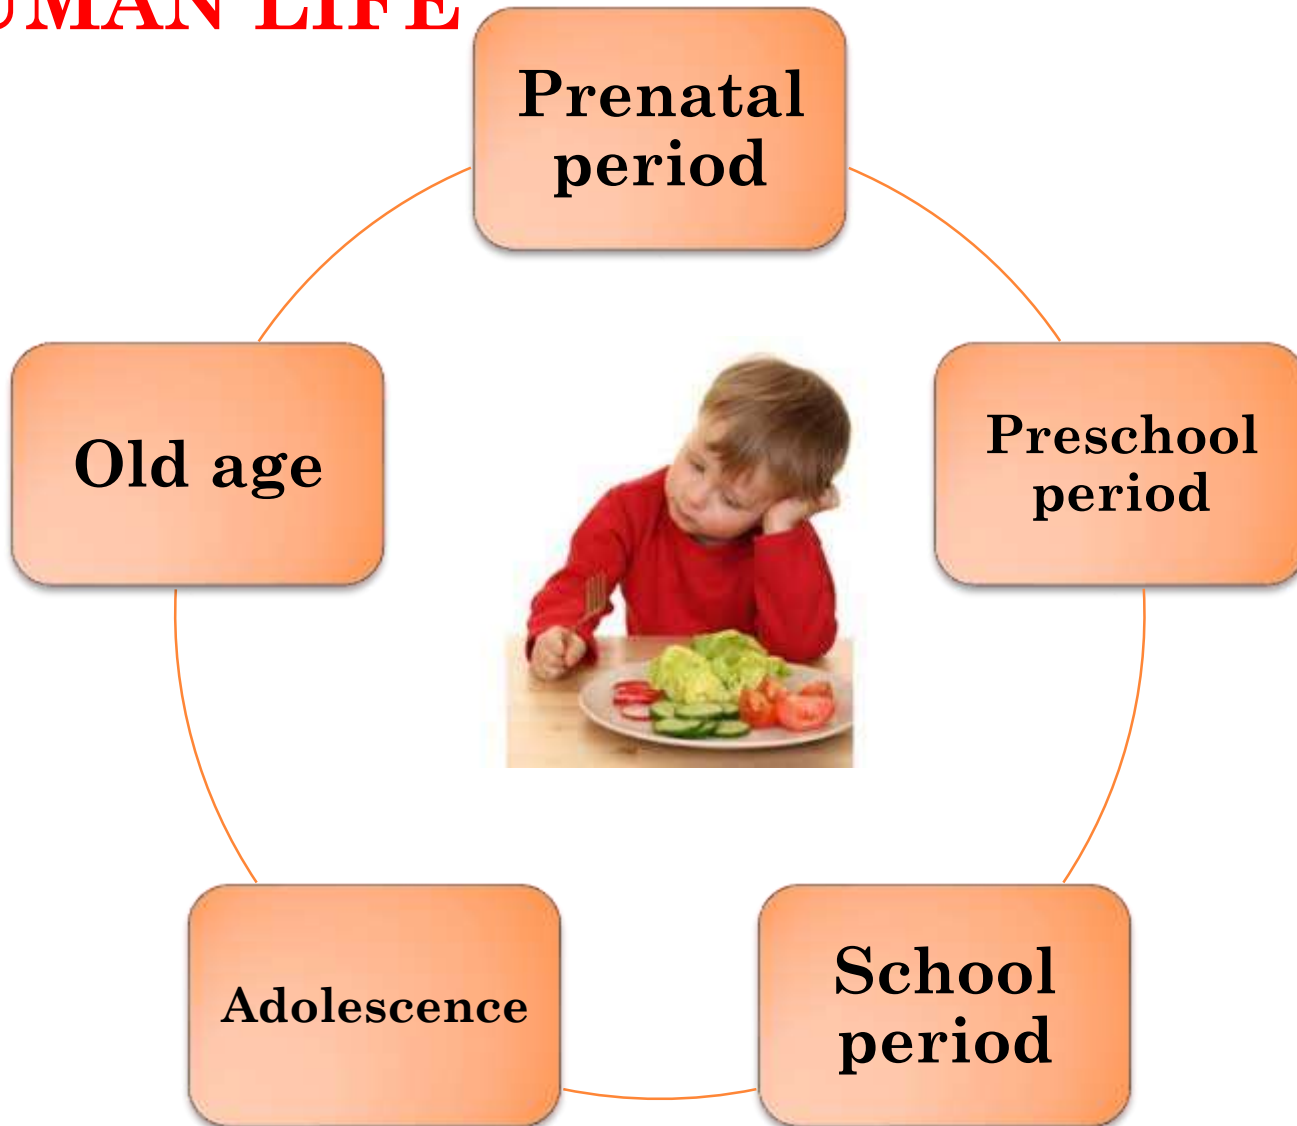 UMAN LIFE
Prenatal
period
Preschool
period
School
period
Adolescence
Old age